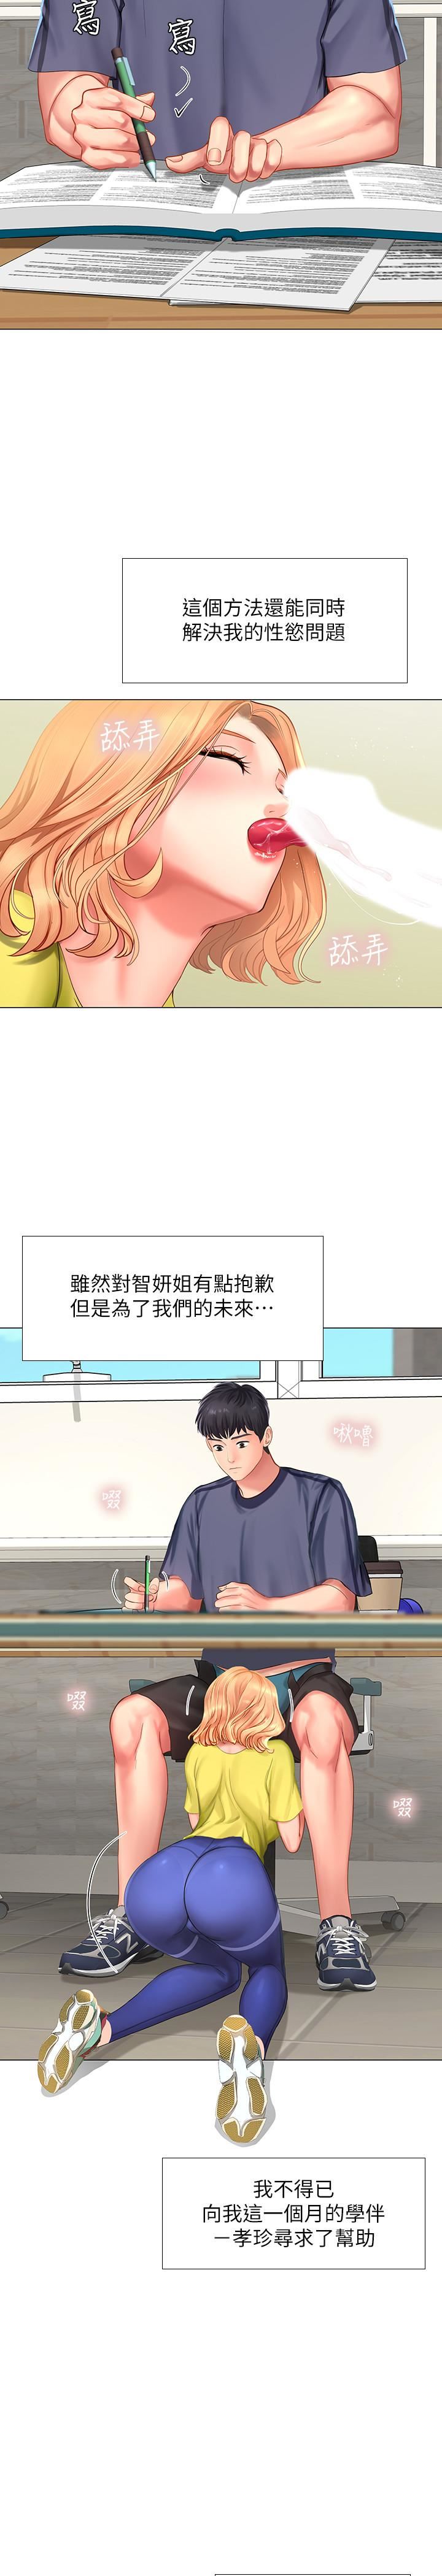 寫
寫
這個方法還能同時
解決我的性慾問題
舔弄
舔弄
雖然對智妍姐有點抱歉
但是為了我們的未來…
啾嚕
啜
啜
啜
我不得已
向我這一個月的學伴
－孝珍尋求了幫助